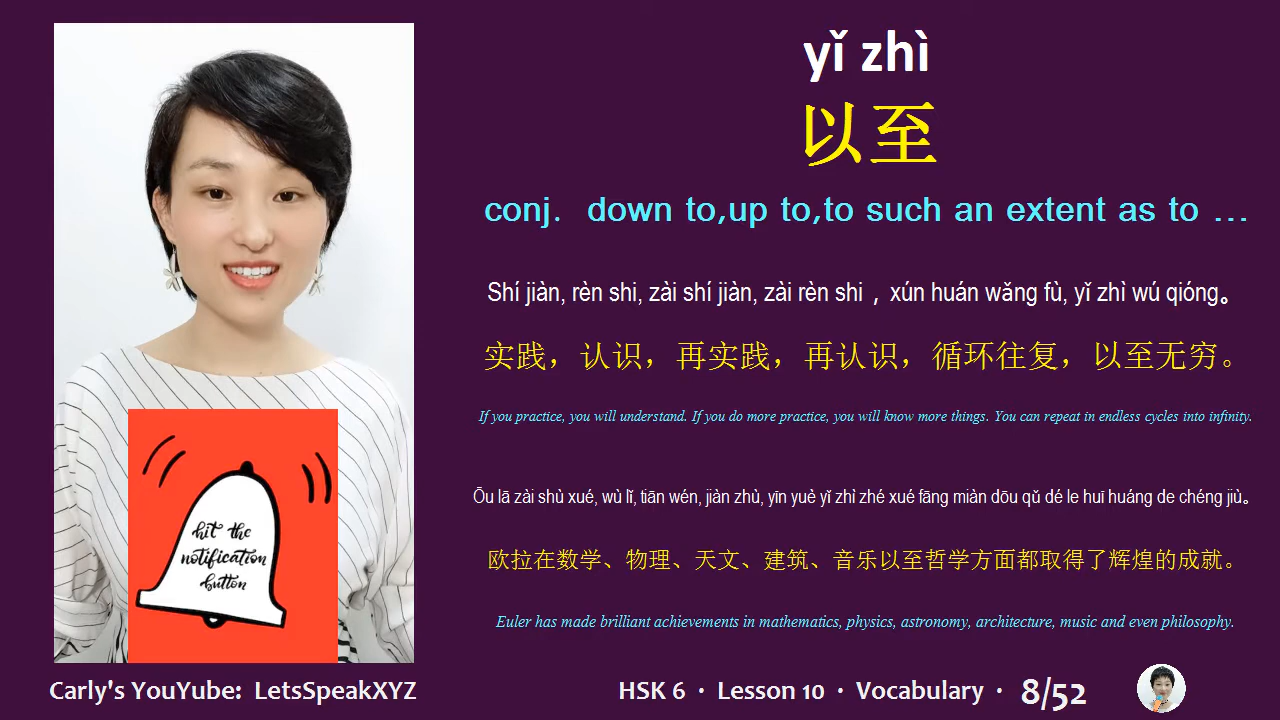 yǐ zhì
以至
conj. down to,up to,to such an extent as to ...
Shí jiàn, rèn shi, zài shí jiàn, zài rèn shi，xún huán wǎng fù, yǐ zhì wú qióng。
实践，认识，再实践，再认识，循环往复，以至无穷。
If you practice, you will understand. If you do more practice, you will know more things. You can repeat in endless cycles into infinity.
Ōu lā zài shù xué, wù lǐ, tiān wén, jiàn zhù, yīn yuè yǐ zhì zhé xué fāng miàn dōu qǔ dé le huī huáng de chéng jiù。
欧拉在数学、物理、天文、建筑、音乐以至哲学方面都取得了辉煌的成就。
Euler has made brilliant achievements in mathematics, physics, astronomy, architecture, music and even philosophy.
hit the
notification
button
Carly's YouYube: LetsSpeakXYZ
HSK 6 · Lesson 10 · Vocabulary · 8/52